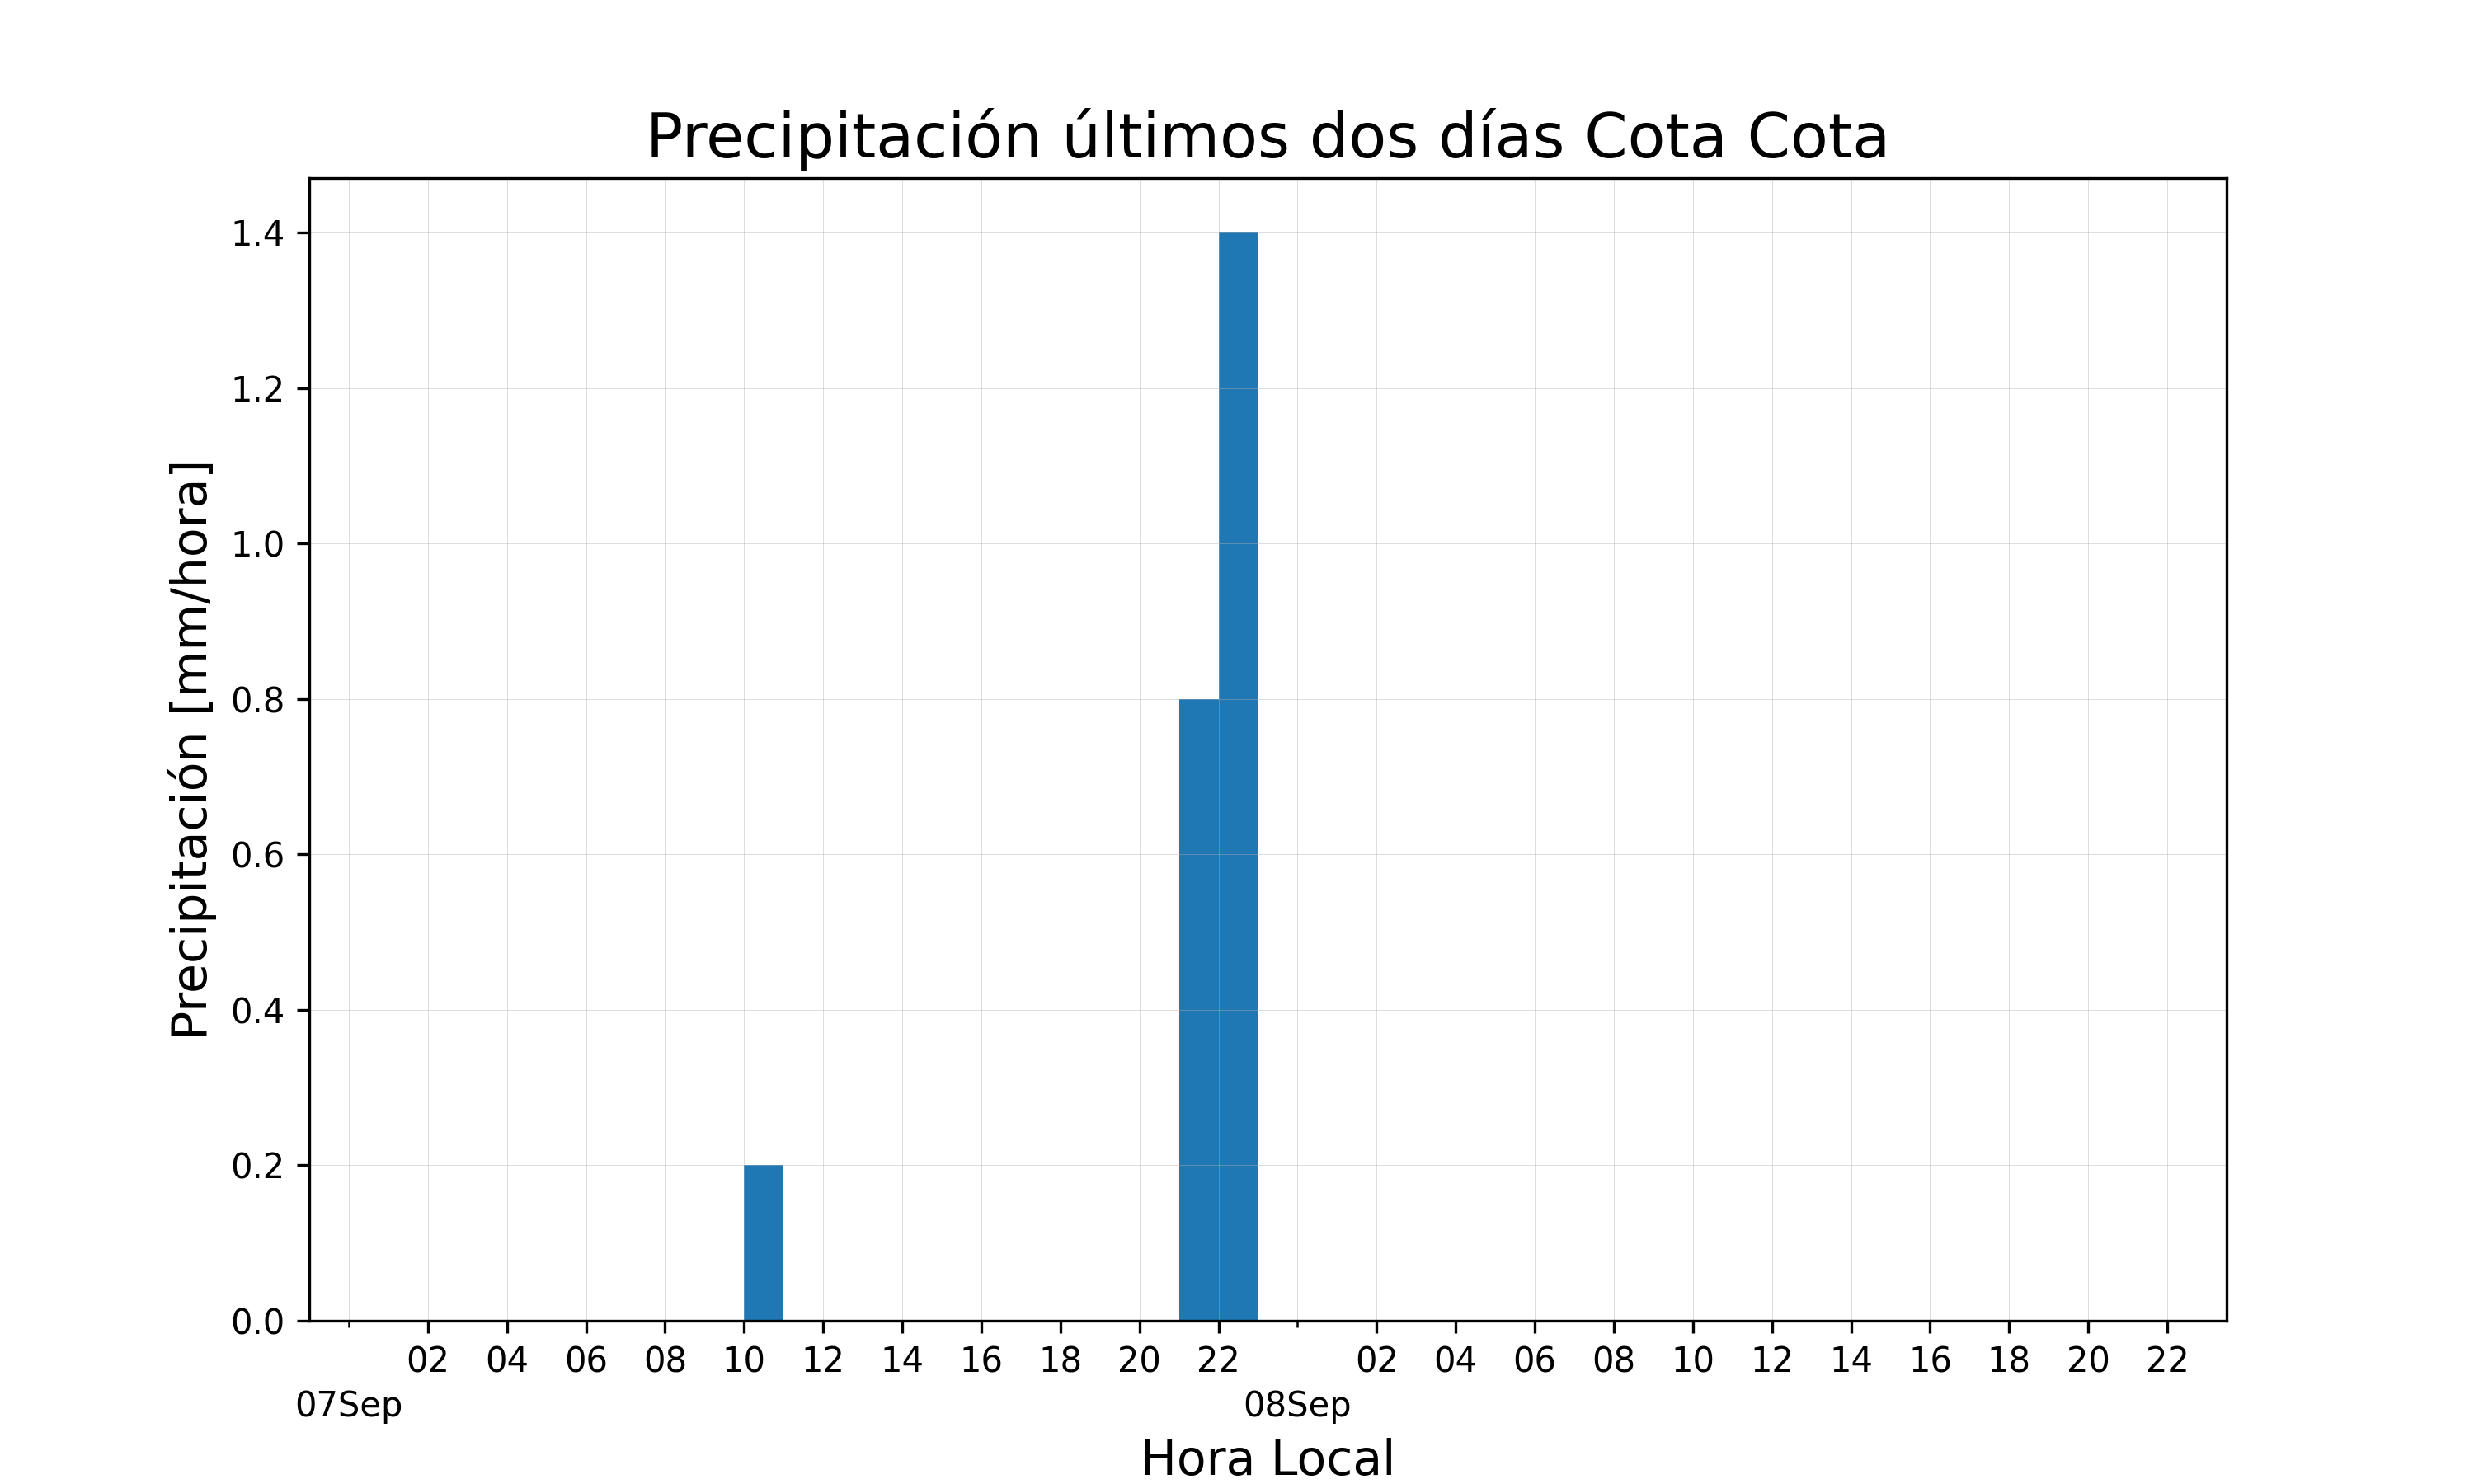 Precipitación últimos dos días Cota Cota
Precipitación [mm/hora]
1.4
1.2
1.0
0.8
0.6
0.4
0.2
0.0
02 04 06 08 10 12 14 16 18 20 22 02 04 06 08 10 12 14 16 18 20 22
07Sep 08Sep
Hora Local